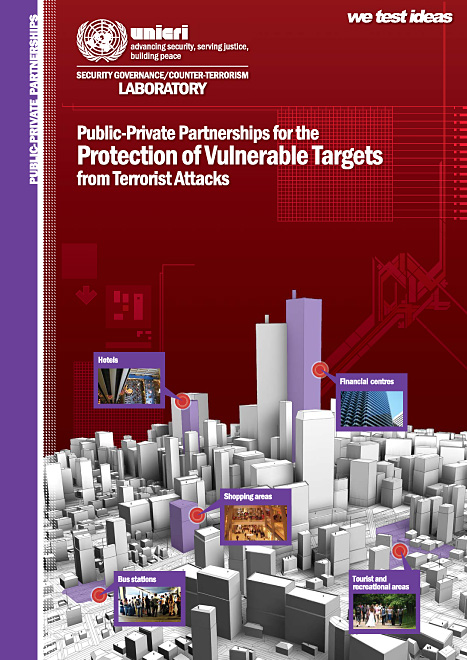 PUBLIC-PRIVATE PARTNERSHIPS
we test ideas
unicri
advancing security, serving justice,
building peace
SECURITY GOVERNANCE/COUNTER-TERRORISM
LABORATORY
Public-Private Partnerships for the
Protection of Vulnerable Targets
from Terrorist Attacks
Hotels
Financial centres
Shopping areas
Bus stations
Tourist and
recreational areas